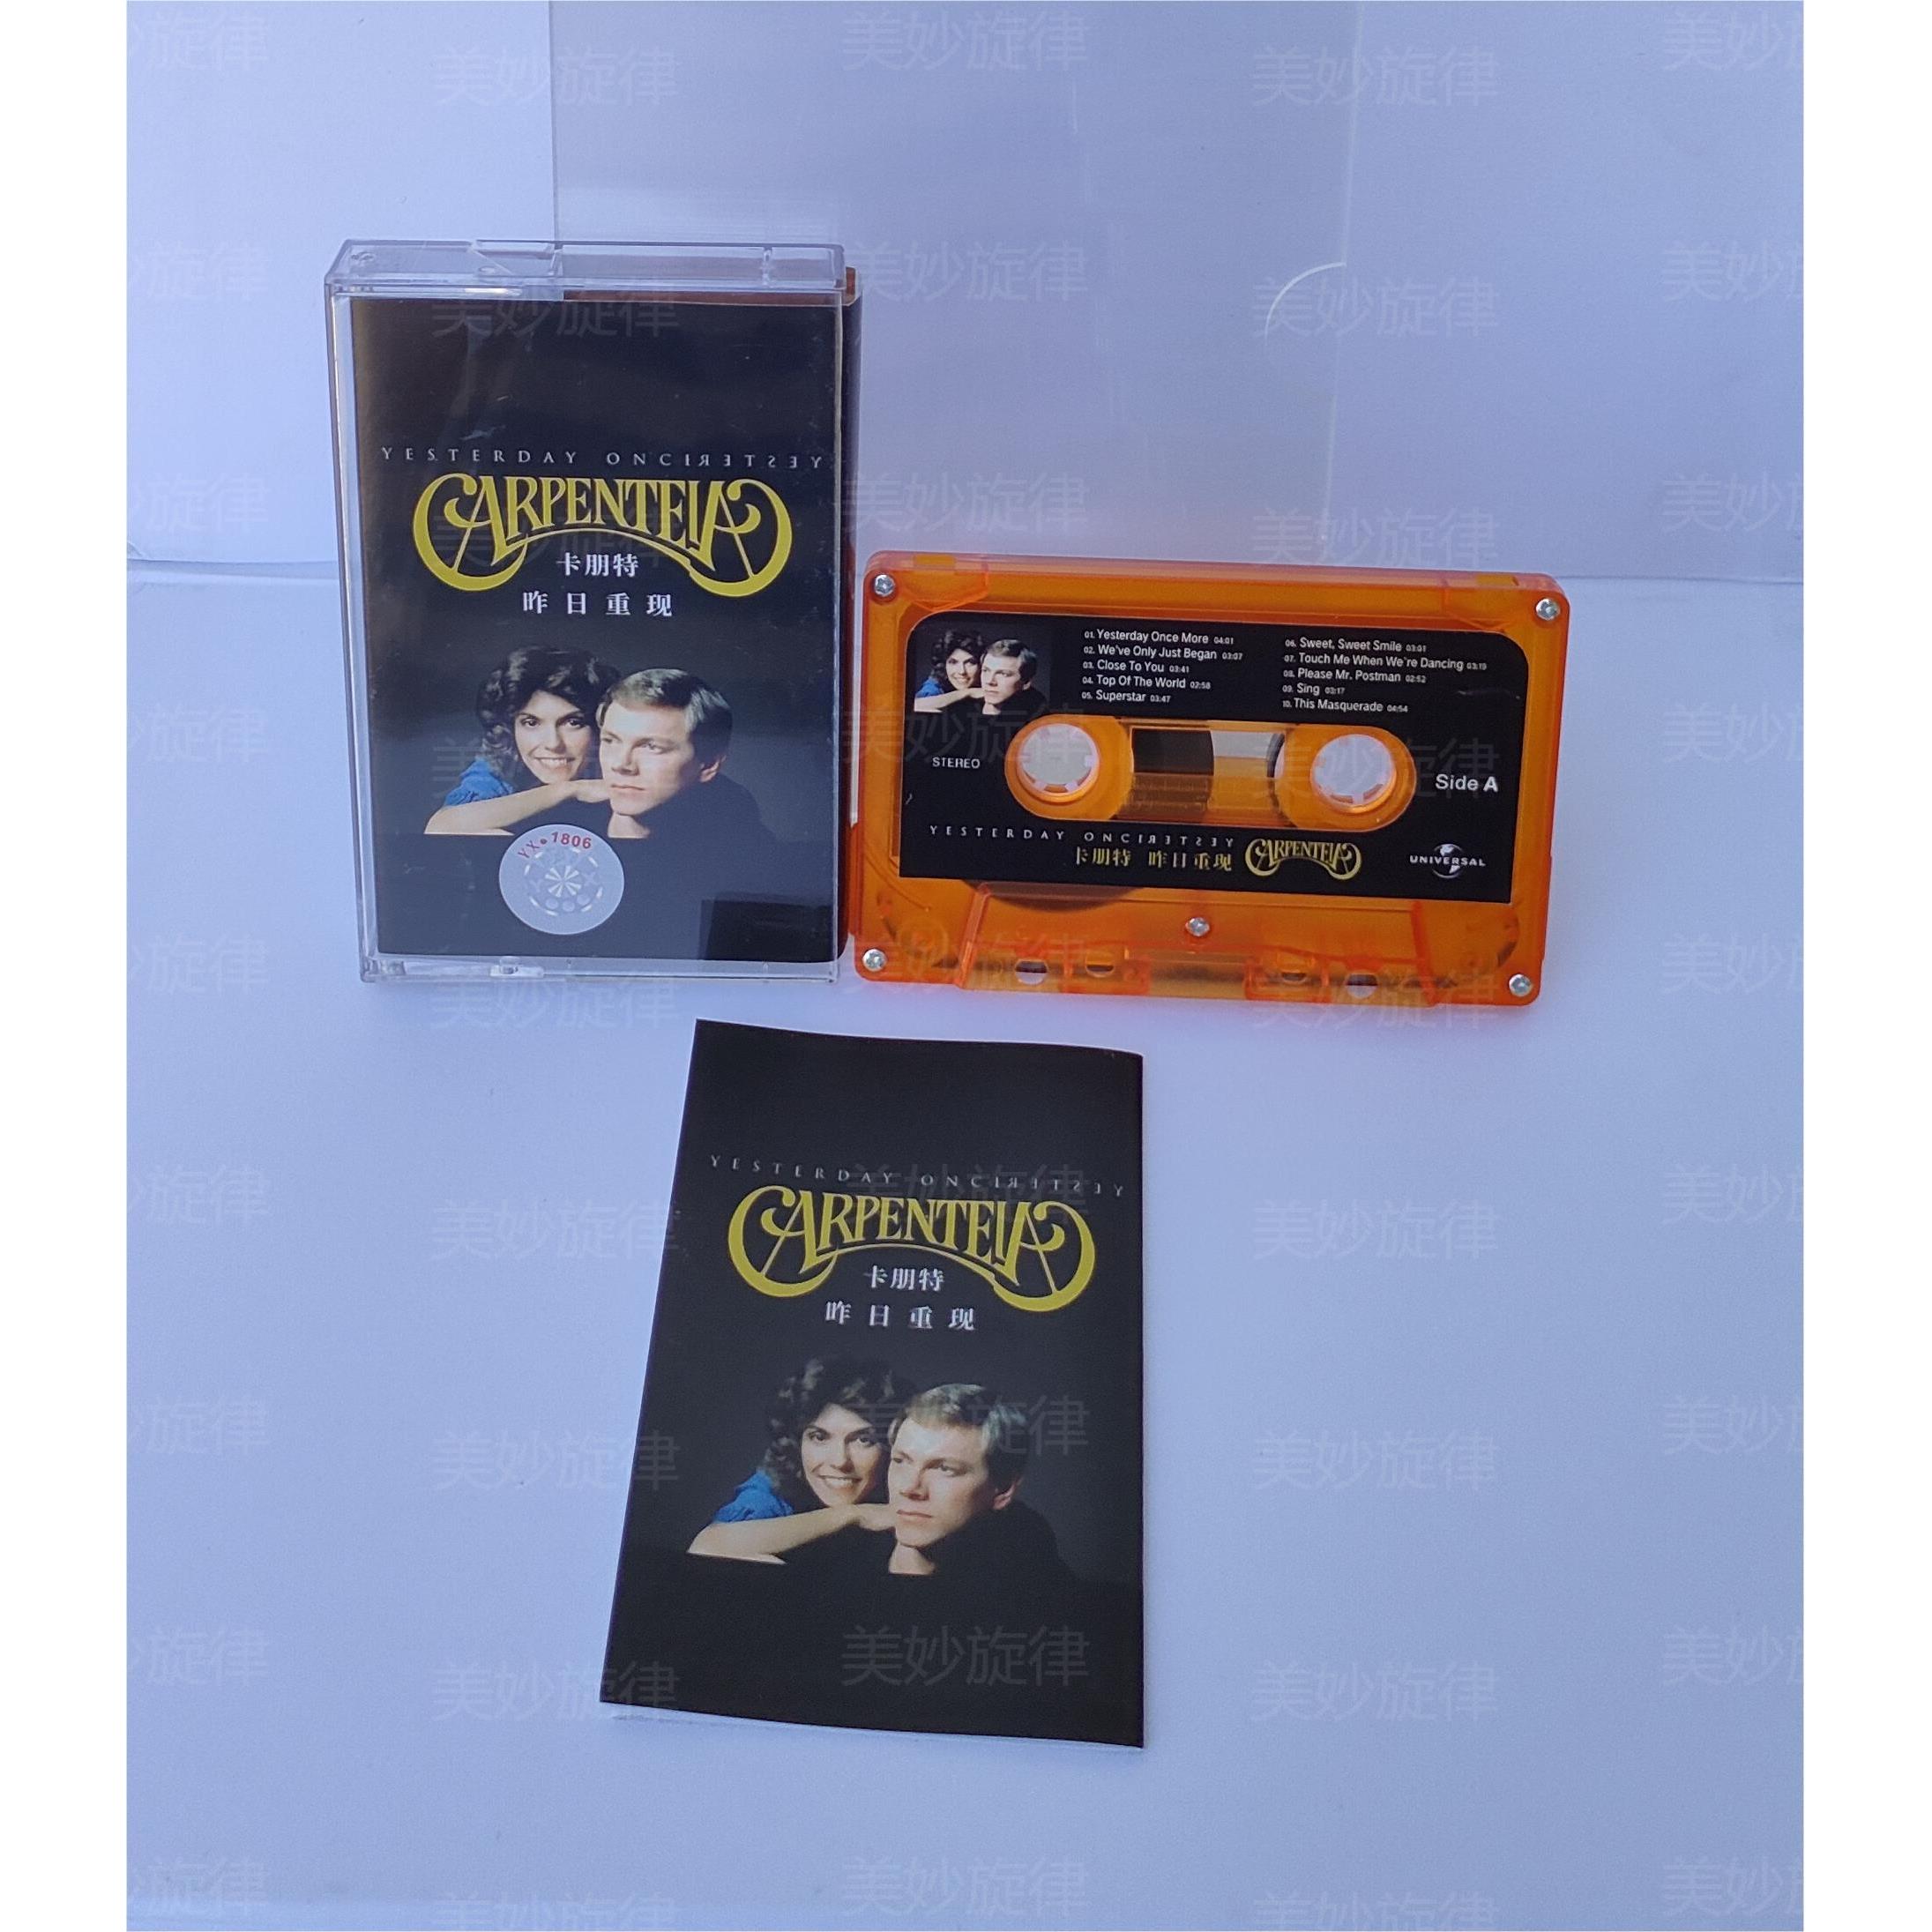 YESTERDAY ONCIЯƎTƧƎY
CARPENTEIA
卡朋特
昨日重现
YX●1806
01. Yesterday Once More 04:01
02. We've Only Just Began 03:07
03. Close To You 03:41
04. Top Of The World 02:58
05. Superstar 03:47
06. Sweet, Sweet Smile 03:01
07. Touch Me When We're Dancing 03:19
08. Please Mr. Postman 02:52
09. Sing 03:17
10. This Masquerade 04:54
STEREO
Side A
YESTERDAY ONCIЯƎTƧƎY
卡朋特 昨日重现 CARPENTEIA
UNIVERSAL
YESTERDAY ONCIЯƎTƧƎY
CARPENTEIA
卡朋特
昨日重现
美妙旋律